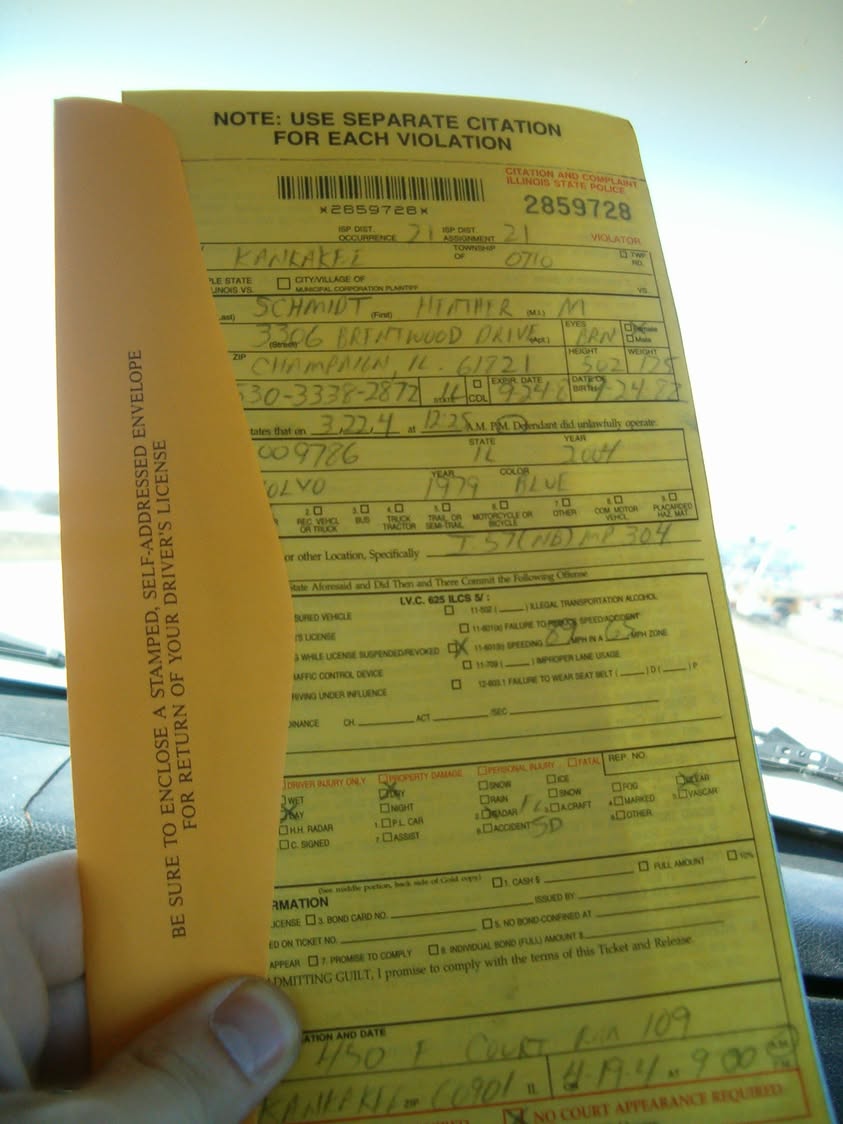 NOTE: USE SEPARATE CITATION
FOR EACH VIOLATION
CITATION AND COMPLAINT
ILLINOIS STATE POLICE
*2859728*
2859728
ISP DIST. OCCURRENCE 21 ISP DIST. ASSIGNMENT 21 VIOLATOR
KANKAKEE TOWNSHIP OF 0710 TWP RD.
PLE STATE CITY/VILLAGE OF
LINOIS VS. MUNICIPAL CORPORATION PLAINTIFF VS.
Last) SCHMIDT (First) HEATHER (M.I.) M
(Street) 3306 BRENTWOOD DRIVE (Apt.) EYES BRN Female Male
ZIP CHAMPAIGN, IL. 61821 HEIGHT 502 WEIGHT 125
530-3338-2872 STATE IL CDL EXPIR. DATE DATE OF BIRTH
tates that on 3.22.4 at 12:25 A.M. P.M. Defendant did unlawfully operate:
009786 STATE IL YEAR 2004
OLVO YEAR 1979 COLOR BLUE
2. REC. VEHCL OR TRUCK 3. BUS 4. TRUCK TRACTOR 5. TRAIL. OR SEMI-TRAIL. 6. MOTORCYCLE OR BICYCLE 7. OTHER 8. COM. MOTOR VEHCL. 9. PLACARDED HAZ. MAT.
or other Location, Specifically I-57 (NB) MP 304
State Aforesaid and Did Then and There Commit the Following Offense
I.V.C. 625 ILCS 5/ :
SURED VEHICLE 11-502 ( ) ILLEGAL TRANSPORTATION ALCOHOL
'S LICENSE 11-601(a) FAILURE TO REDUCE SPEED/ACCIDENT
G WHILE LICENSE SUSPENDED/REVOKED X 11-601(b) SPEEDING MPH IN A 65 MPH ZONE
AFFIC CONTROL DEVICE 11-709 ( ) IMPROPER LANE USAGE
RIVING UNDER INFLUENCE 12-603.1 FAILURE TO WEAR SEAT BELT ( ) D ( ) P
DINANCE CH. ACT. /SEC
DRIVER INJURY ONLY PROPERTY DAMAGE PERSONAL INJURY FATAL REP. NO.
WET DRY SNOW ICE FOG CLEAR
DAY NIGHT RAIN SNOW 4. MARKED 5. VASCAR
H.H. RADAR 1. P.L. CAR 2. RADAR 3. A.CRAFT 8. OTHER
C. SIGNED 7. ASSIST ACCIDENT SD
(See middle portion, back side of Gold copy) 1. CASH $ FULL AMOUNT 10%
RMATION ISSUED BY
LICENSE 3. BOND CARD NO.
ED ON TICKET NO. 5. NO BOND-CONFINED AT
APPEAR 7. PROMISE TO COMPLY 8. INDIVIDUAL BOND (FULL) AMOUNT $
ADMITTING GUILT, I promise to comply with the terms of this Ticket and Release.
ATION AND DATE
450 E COURT RM 109
KANKAKEE ZIP 60901 IL ON 4-19-4 AT 9 00 A.M. P.M.
X NO COURT APPEARANCE REQUIRED
BE SURE TO ENCLOSE A STAMPED, SELF-ADDRESSED ENVELOPE
FOR RETURN OF YOUR DRIVER'S LICENSE